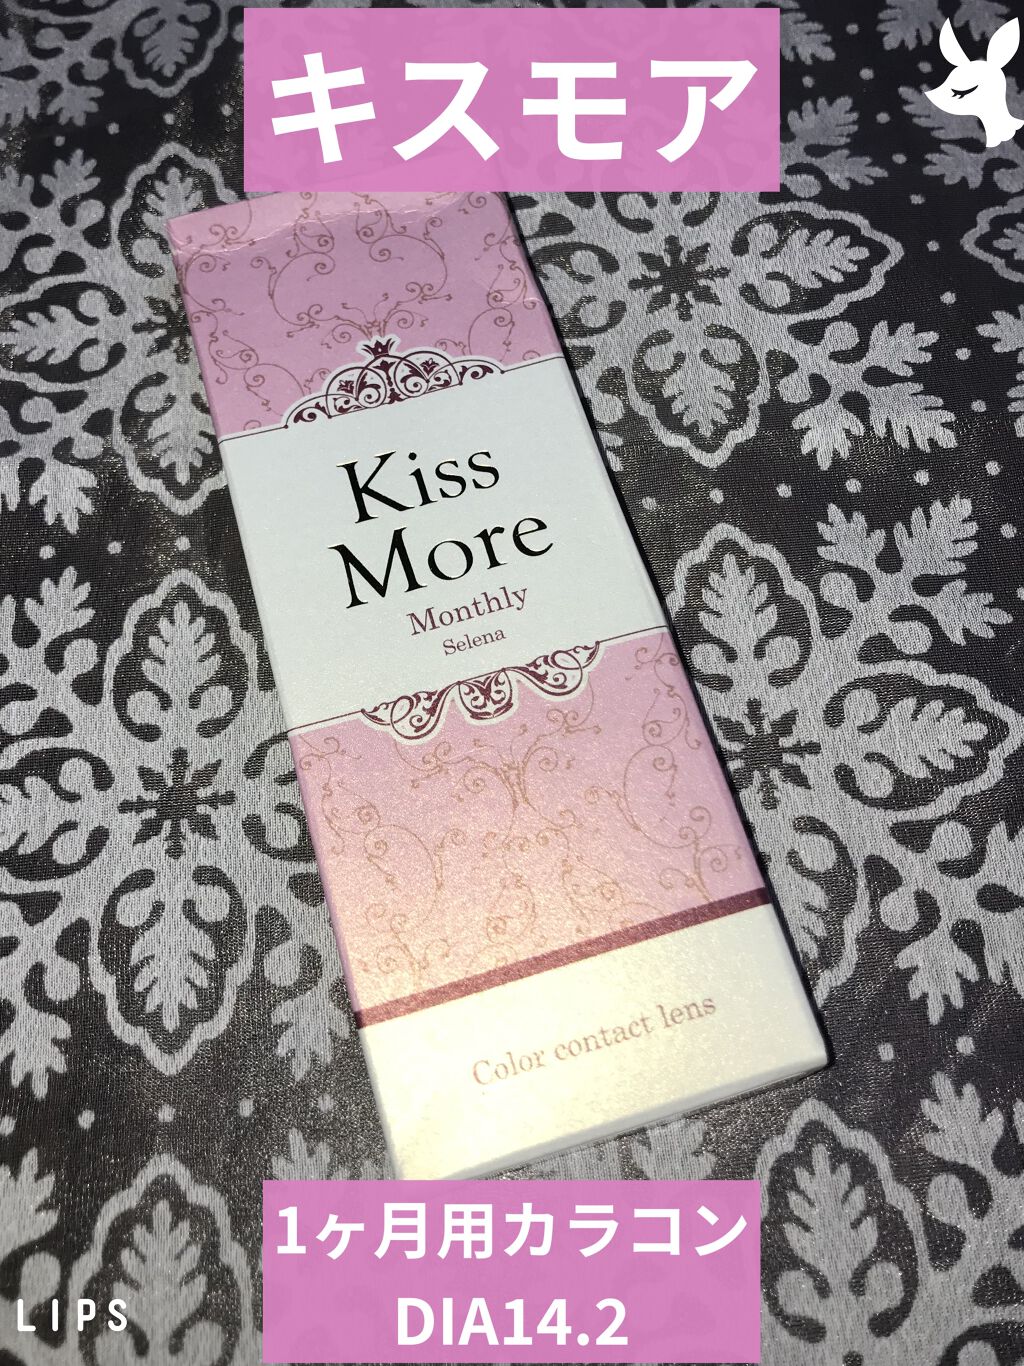 キスモア
Kiss
More
Monthly
Selena
Color contact lens
1ヶ月用カラコン
DIA14.2
LIPS